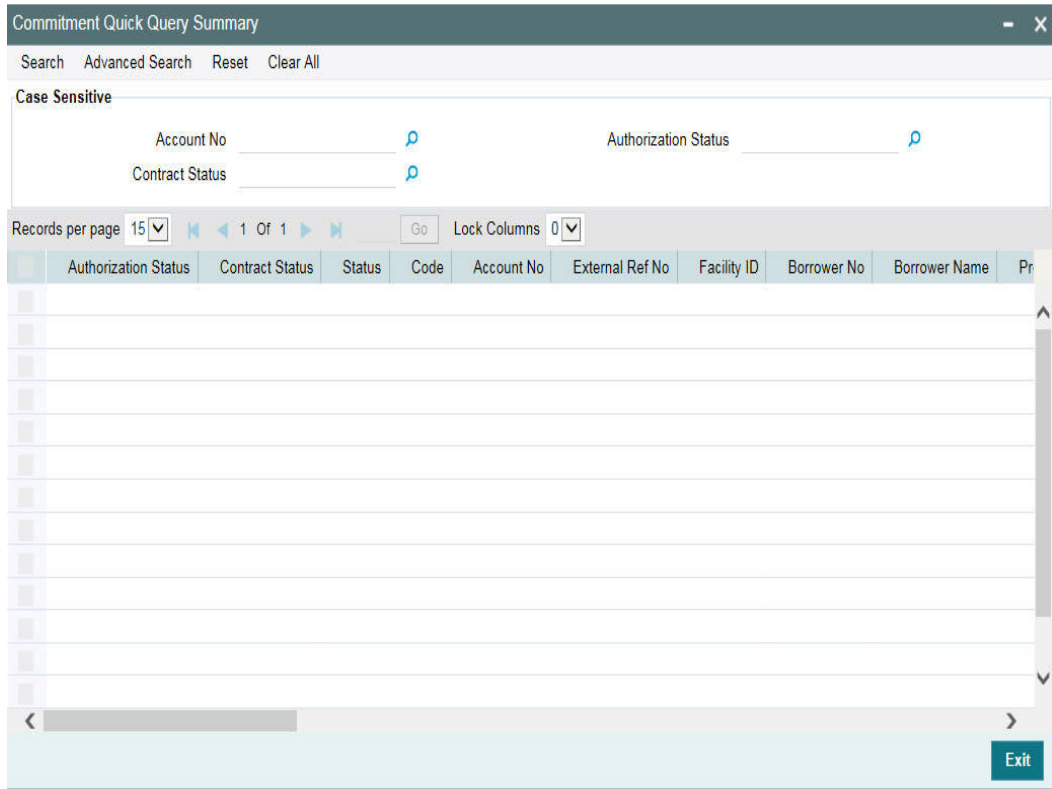 Commitment Quick Query Summary
Search Advanced Search Reset Clear All
Case Sensitive
Account No Authorization Status
Contract Status
Records per page 15 1 Of 1 Go Lock Columns 0
Authorization Status Contract Status Status Code Account No External Ref No Facility ID Borrower No Borrower Name Pr
Exit